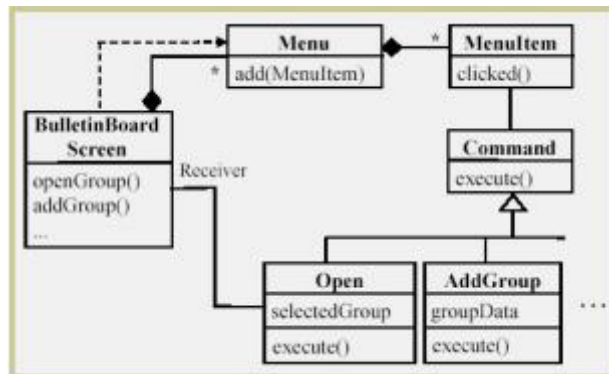 Menu
add(MenuItem)
*
*
MenuItem
clicked()
BulletinBoard
Screen
openGroup()
addGroup()
...
Receiver
Command
execute()
Open
selectedGroup
execute()
AddGroup
groupData
execute()
...